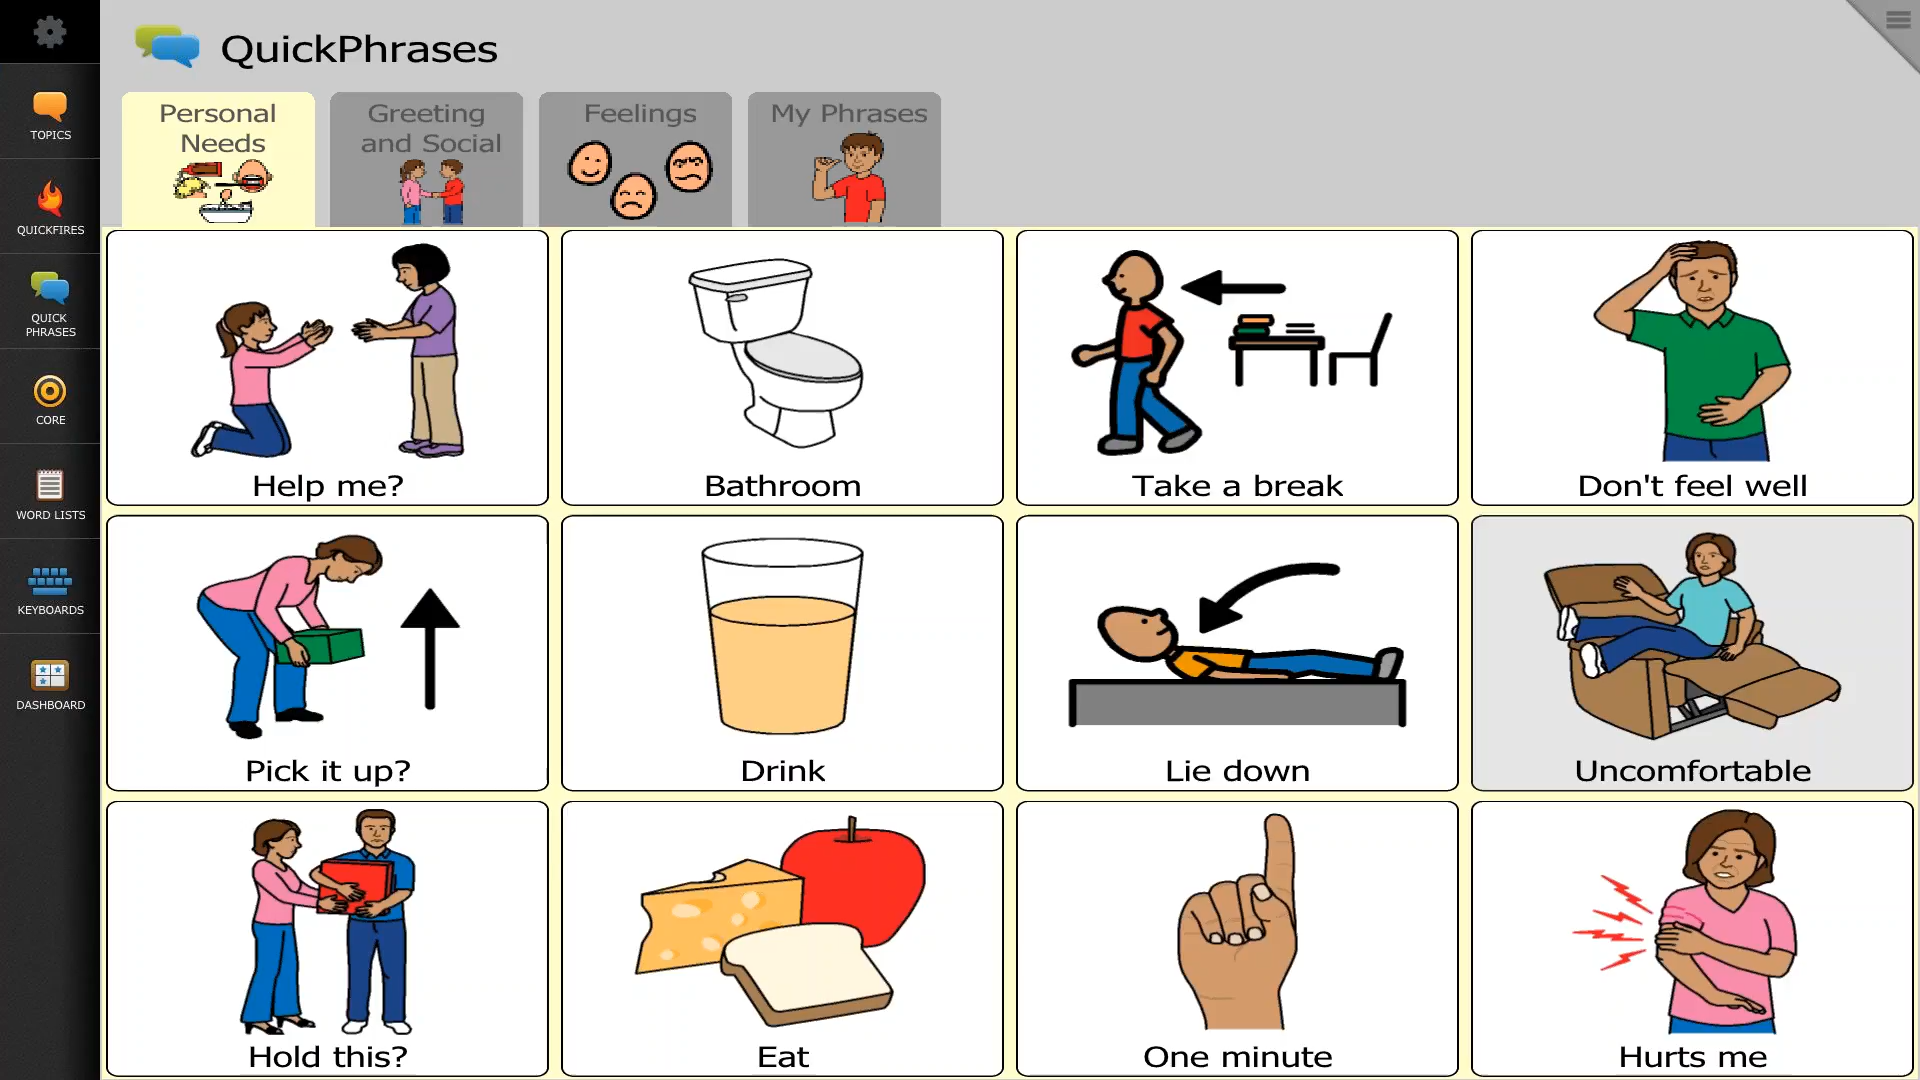 QuickPhrases
TOPICS
QUICKFIRES
QUICK
PHRASES
CORE
WORD LISTS
KEYBOARDS
DASHBOARD
Personal
Needs
Greeting
and Social
Feelings
My Phrases
Help me?
Bathroom
Take a break
Don't feel well
Pick it up?
Drink
Lie down
Uncomfortable
Hold this?
Eat
One minute
Hurts me